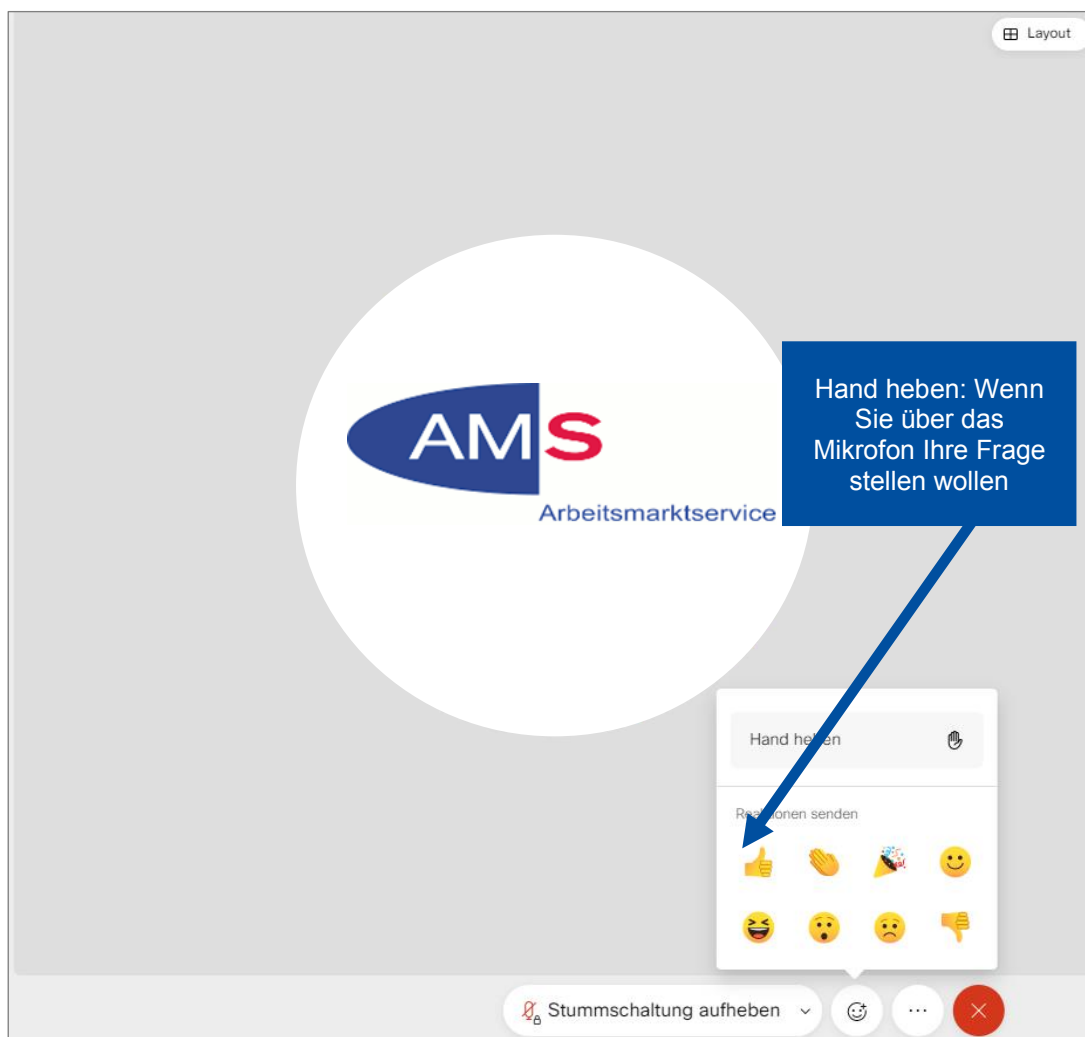 Layout
AMS
Arbeitsmarktservice
Hand heben: Wenn
Sie über das
Mikrofon Ihre Frage
stellen wollen
Hand heben
Reaktionen senden
Stummschaltung aufheben